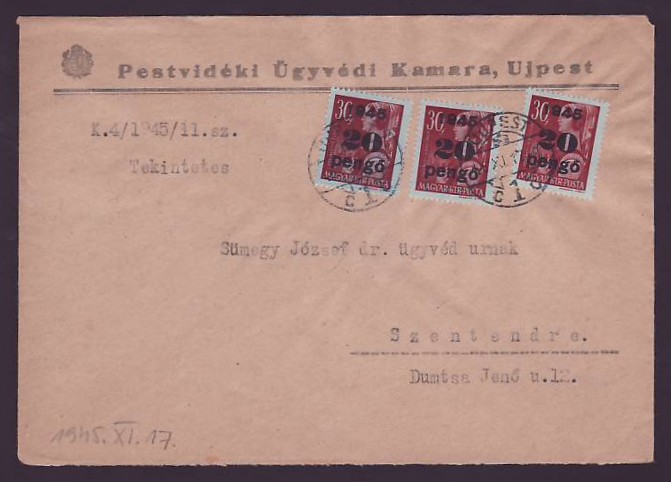 Pestvidéki Ügyvédi Kamara, Ujpest
K.4/1945/11.sz.
Tekintetes
30 1945 20 pengő MAGYAR KIR. POSTA
30 1945 20 pengő MAGYAR KIR. POSTA
30 1945 20 pengő MAGYAR KIR. POSTA
Sümegy József dr. ügyvéd urnak
Szentendre.
Dumtsa Jenő u.12.
1945. XI. 17.